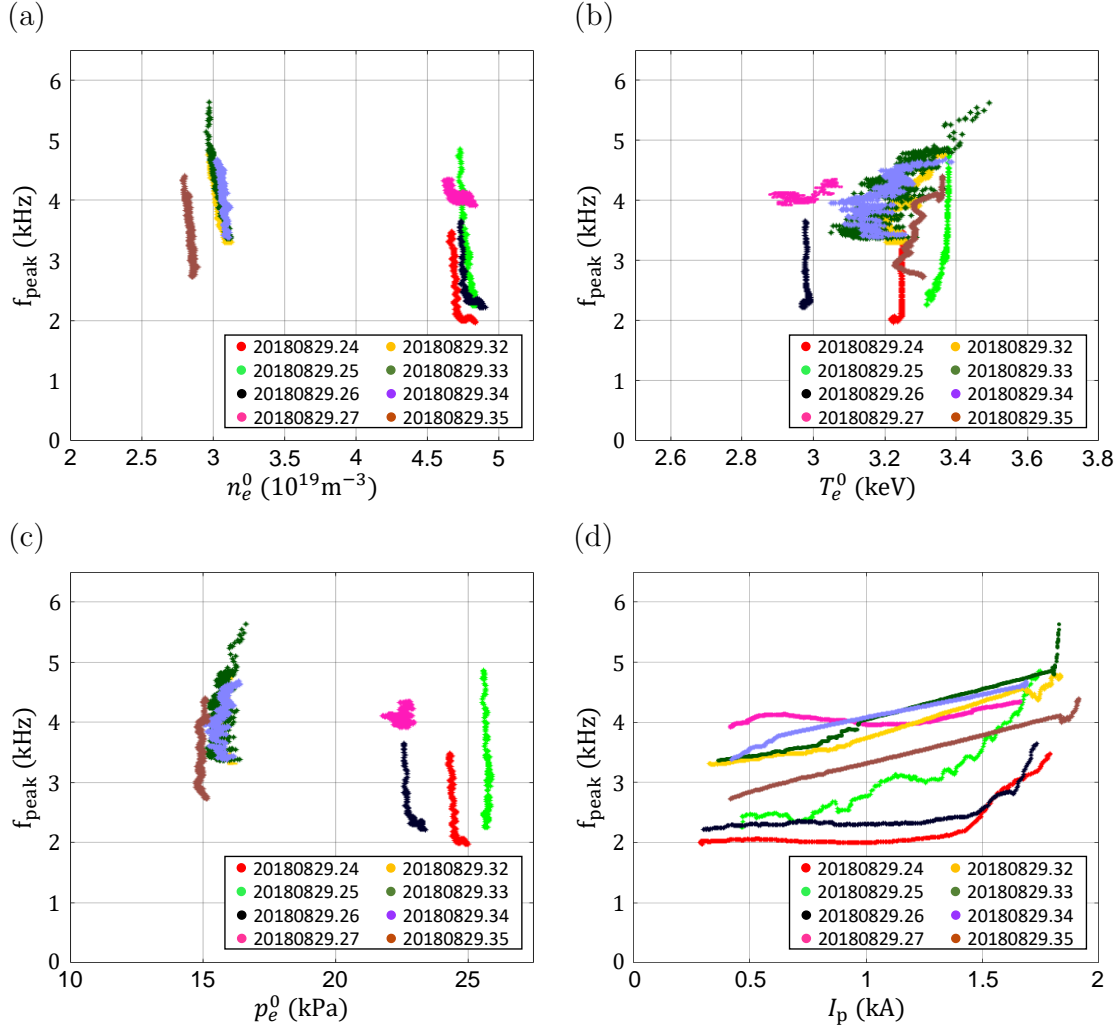 (a)
6
5
4
3
2
1
0
f_peak (kHz)
20180829.24 20180829.32
20180829.25 20180829.33
20180829.26 20180829.34
20180829.27 20180829.35
2 2.5 3 3.5 4 4.5 5
n_e^0 (10^19 m^−3)
(b)
6
5
4
3
2
1
0
f_peak (kHz)
20180829.24 20180829.32
20180829.25 20180829.33
20180829.26 20180829.34
20180829.27 20180829.35
2.6 2.8 3 3.2 3.4 3.6 3.8
T_e^0 (keV)
(c)
6
5
4
3
2
1
0
f_peak (kHz)
20180829.24 20180829.32
20180829.25 20180829.33
20180829.26 20180829.34
20180829.27 20180829.35
10 15 20 25
p_e^0 (kPa)
(d)
6
5
4
3
2
1
0
f_peak (kHz)
20180829.24 20180829.32
20180829.25 20180829.33
20180829.26 20180829.34
20180829.27 20180829.35
0 0.5 1 1.5 2
I_p (kA)